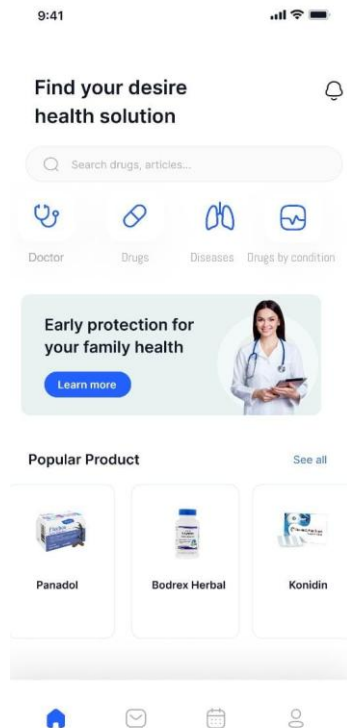 9:41
Find your desire
health solution
Search drugs, articles...
Doctor
Drugs
Diseases
Drugs by condition
Early protection for
your family health
Learn more
Popular Product
See all
Panadol
Bodrex Herbal
Konidin